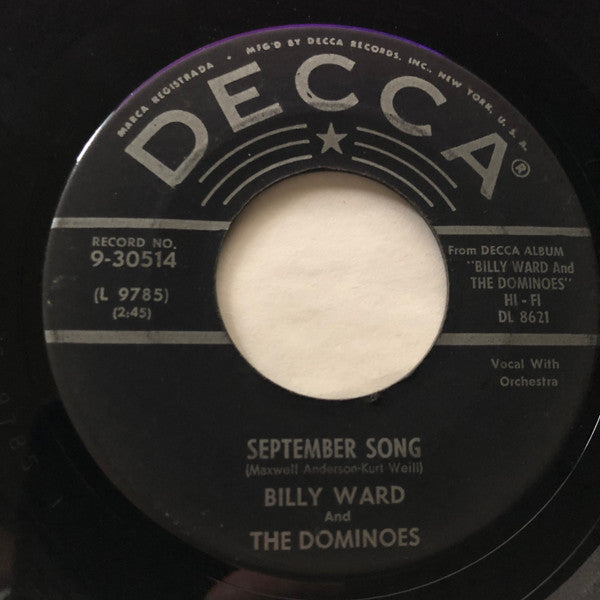 MARCA REGISTRADA • MFG'D BY DECCA RECORDS, INC., NEW YORK, U. S. A.
DECCA®
RECORD NO.
9-30514
(L 9785)
(2:45)
From DECCA ALBUM
"BILLY WARD And
THE DOMINOES"
HI - FI
DL 8621
Vocal With
Orchestra
SEPTEMBER SONG
(Maxwell Anderson-Kurt Weill)
BILLY WARD
And
THE DOMINOES